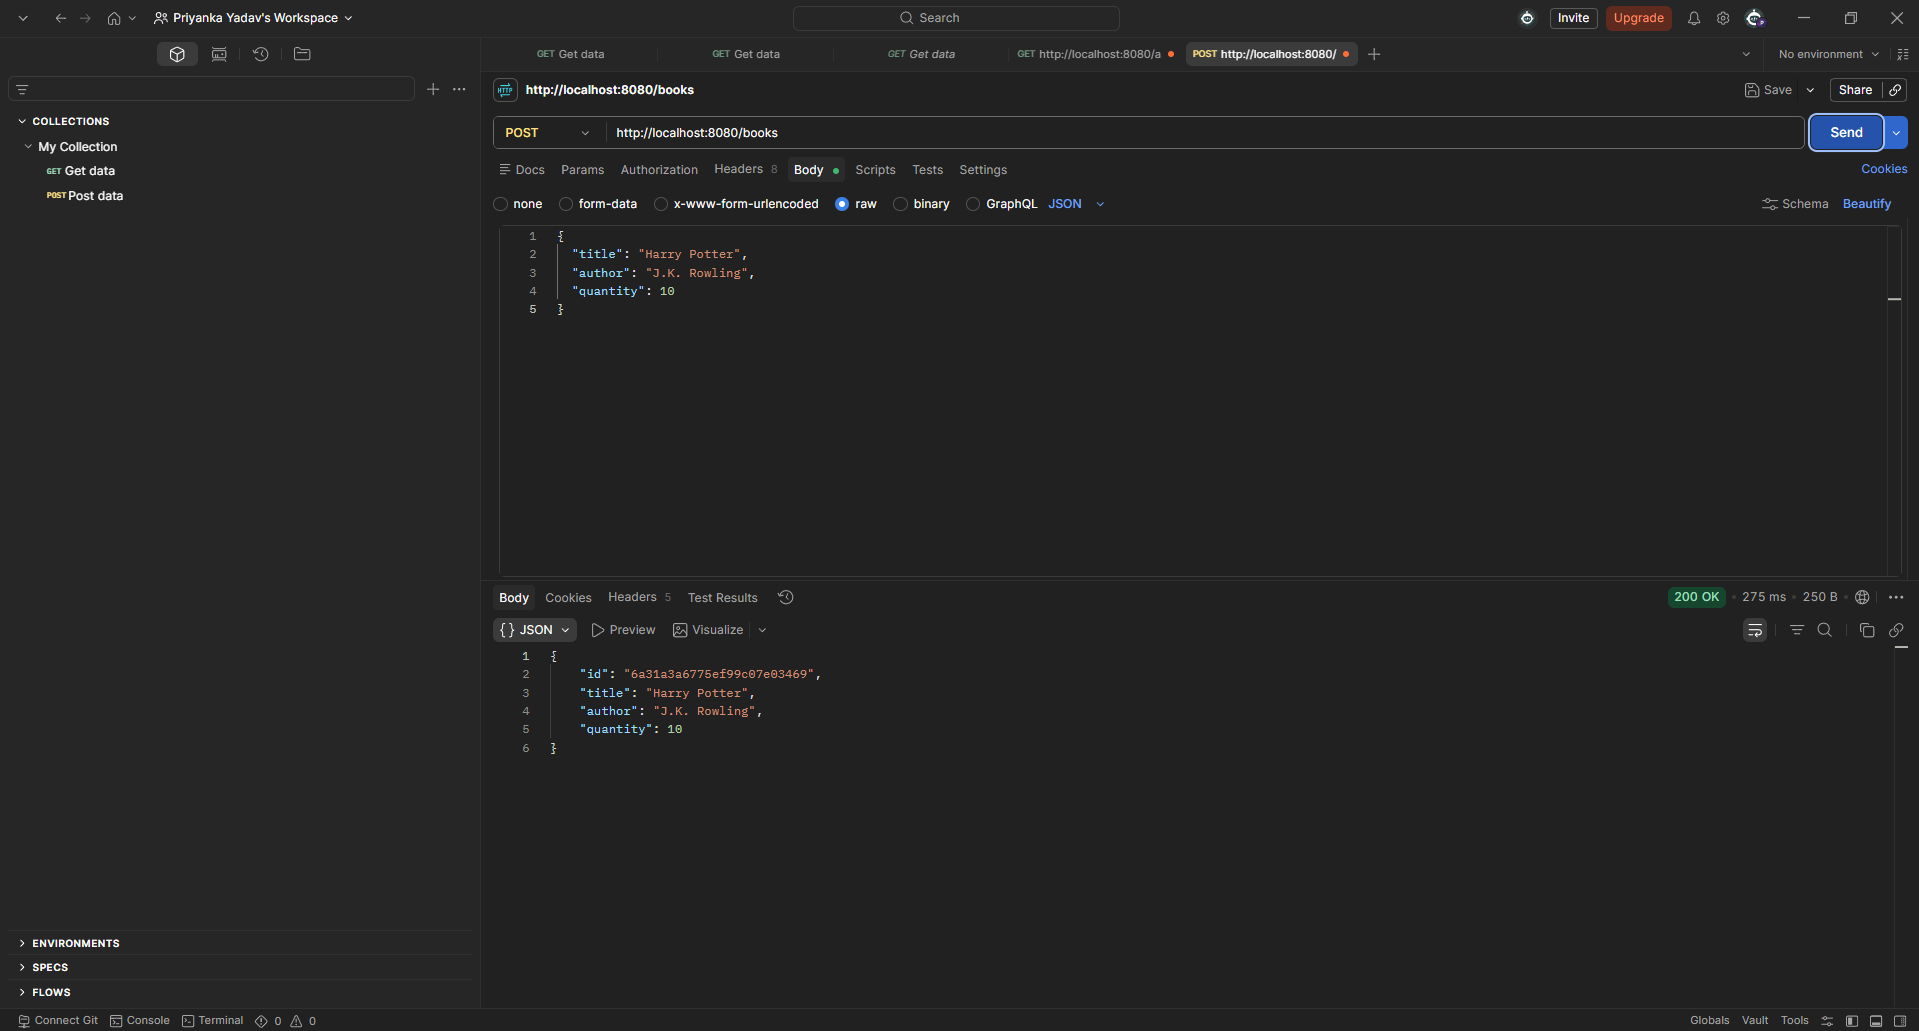 Priyanka Yadav's Workspace
Search
Invite
Upgrade
GET Get data
GET Get data
GET Get data
GET http://localhost:8080/a
POST http://localhost:8080/
No environment
COLLECTIONS
My Collection
GET Get data
POST Post data
HTTP http://localhost:8080/books
Save
Share
POST http://localhost:8080/books
Send
Docs Params Authorization Headers 8 Body Scripts Tests Settings
Cookies
none form-data x-www-form-urlencoded raw binary GraphQL JSON
Schema Beautify
1 {
2 "title": "Harry Potter",
3 "author": "J.K. Rowling",
4 "quantity": 10
5 }
Body Cookies Headers 5 Test Results
200 OK • 275 ms • 250 B
{} JSON Preview Visualize
1 {
2 "id": "6a31a3a6775ef99c07e03469",
3 "title": "Harry Potter",
4 "author": "J.K. Rowling",
5 "quantity": 10
6 }
ENVIRONMENTS
SPECS
FLOWS
Connect Git Console Terminal 0 0
Globals Vault Tools